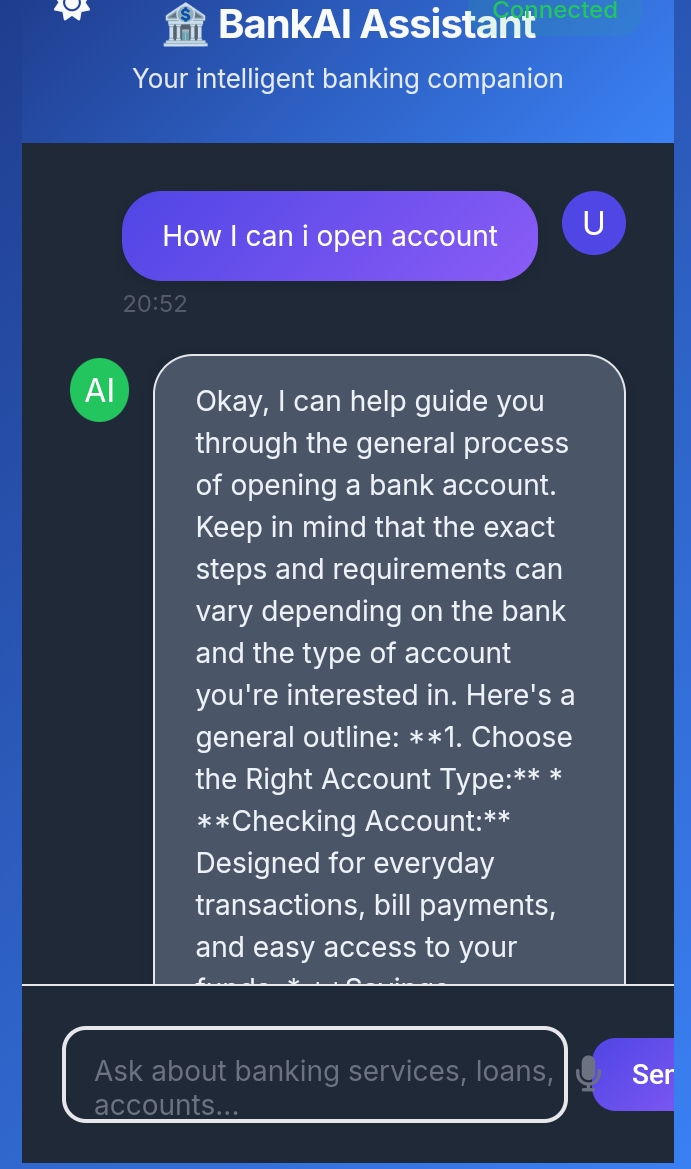 Connected
🏦 BankAI Assistant
Your intelligent banking companion
How I can i open account
U
20:52
AI
Okay, I can help guide you
through the general process
of opening a bank account.
Keep in mind that the exact
steps and requirements can
vary depending on the bank
and the type of account
you're interested in. Here's a
general outline: **1. Choose
the Right Account Type:** *
**Checking Account:**
Designed for everyday
transactions, bill payments,
and easy access to your
funds. * **Savings
Ask about banking services, loans,
accounts...
Ser